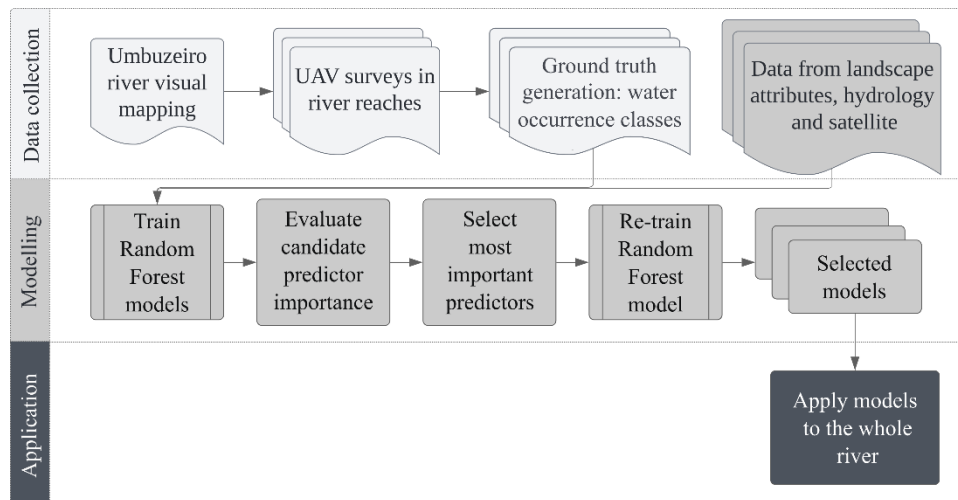 Data collection
Umbuzeiro
river visual
mapping
UAV surveys in
river reaches
Ground truth
generation: water
occurrence classes
Data from landscape
attributes, hydrology
and satellite
Modelling
Train
Random
Forest
models
Evaluate
candidate
predictor
importance
Select
most
important
predictors
Re-train
Random
Forest
model
Selected
models
Application
Apply models
to the whole
river